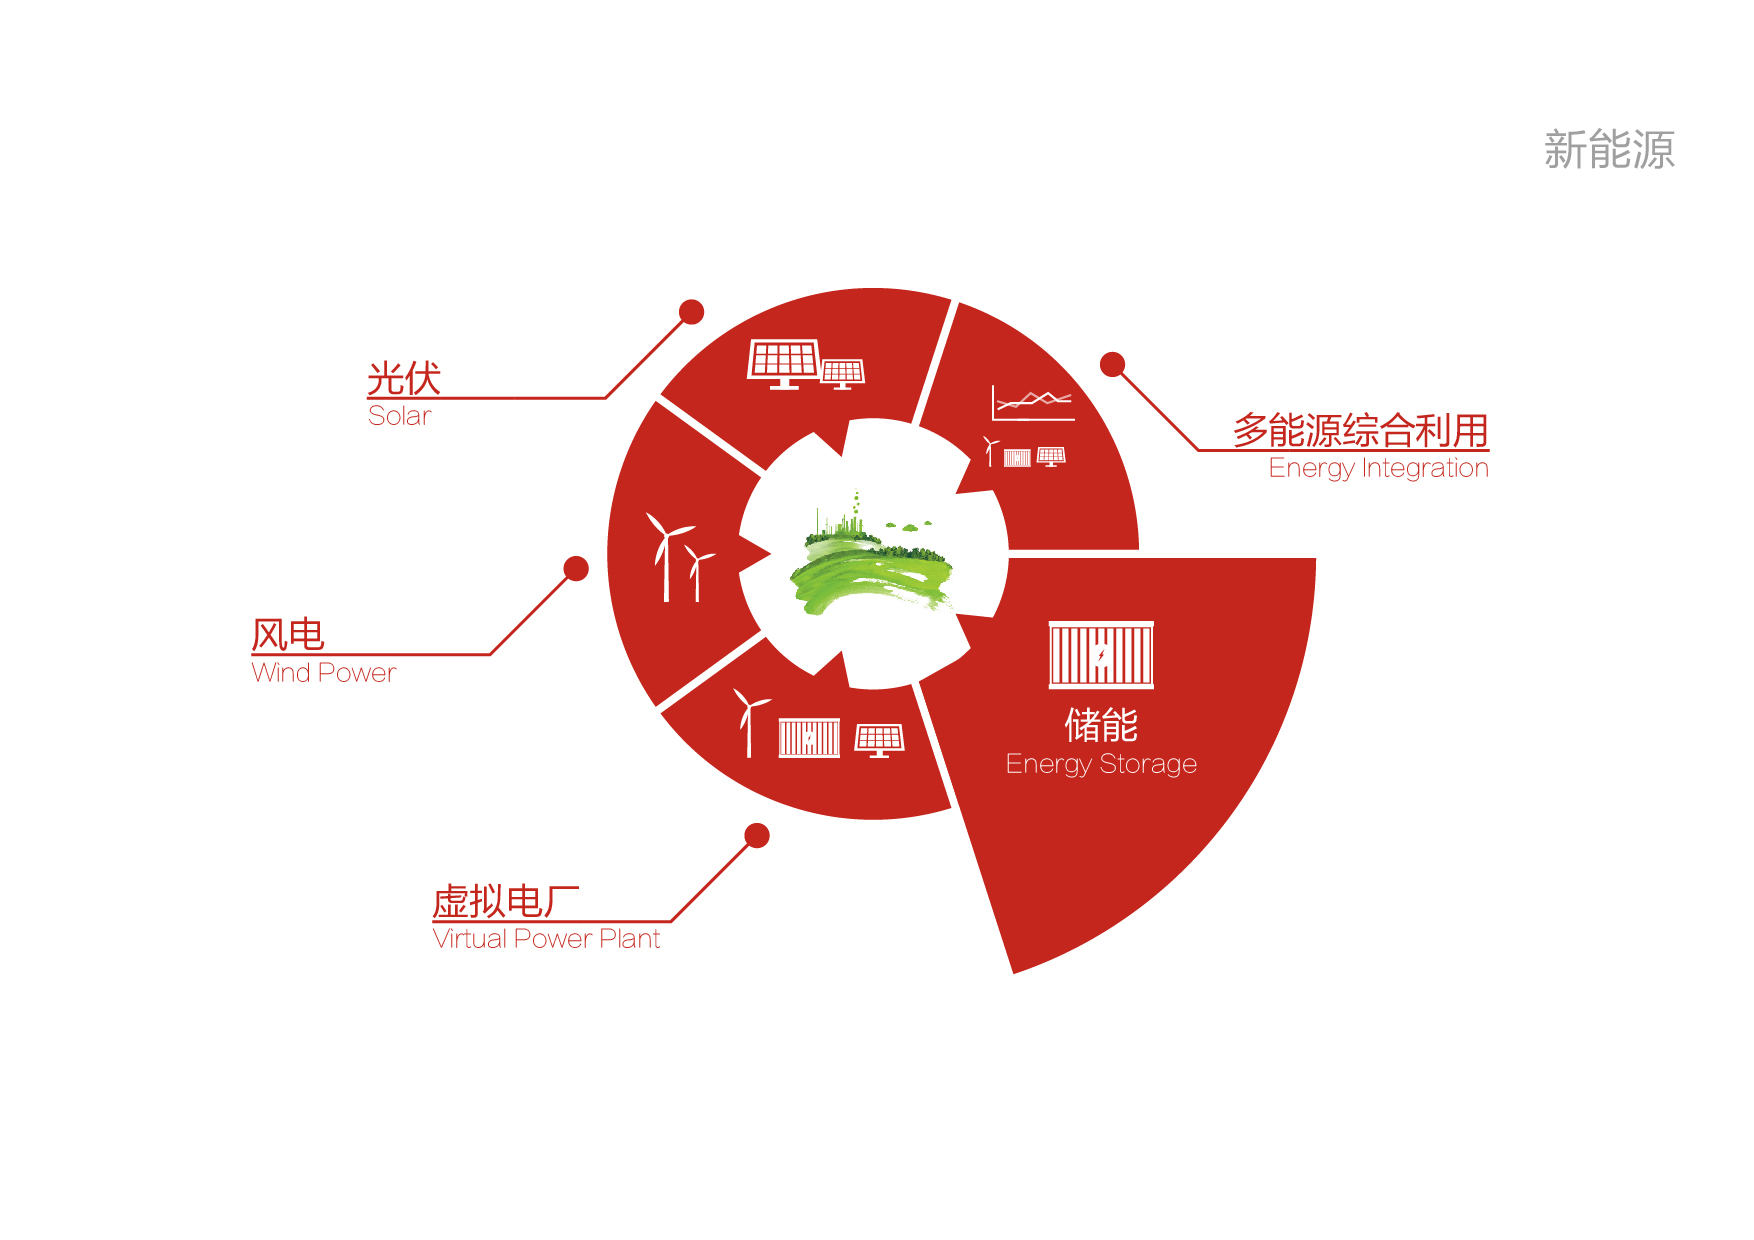 新能源
光伏
Solar
多能源综合利用
Energy Integration
风电
Wind Power
储能
Energy Storage
虚拟电厂
Virtual Power Plant